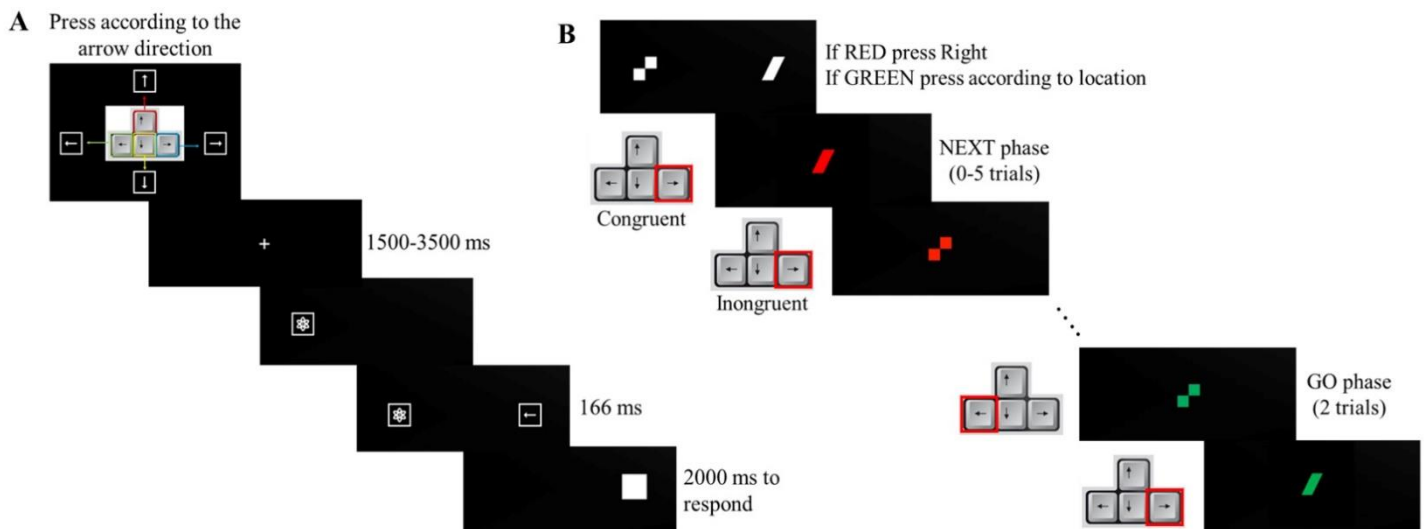 A
Press according to the
arrow direction
1500-3500 ms
166 ms
2000 ms to
respond
B
If RED press Right
If GREEN press according to location
NEXT phase
(0-5 trials)
Congruent
Inongruent
GO phase
(2 trials)